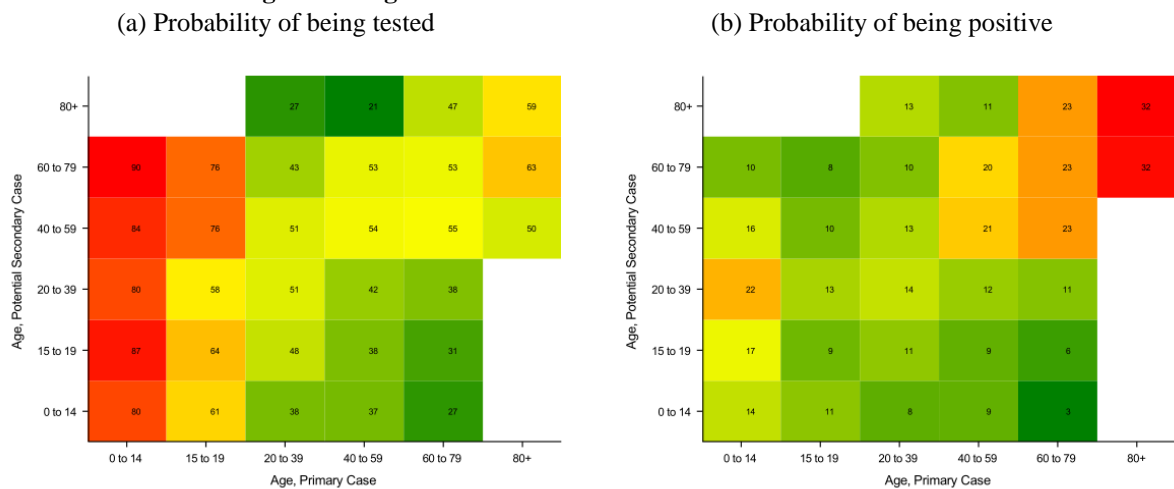 (a) Probability of being tested
(b) Probability of being positive
80+ 27 21 47 59
60 to 79 90 76 43 53 53 63
40 to 59 84 76 51 54 55 50
20 to 39 80 58 51 42 38
15 to 19 87 64 48 38 31
0 to 14 80 61 38 37 27
0 to 14 15 to 19 20 to 39 40 to 59 60 to 79 80+
Age, Primary Case
Age, Potential Secondary Case
80+ 13 11 23 32
60 to 79 10 8 10 20 23 32
40 to 59 16 10 13 21 23
20 to 39 22 13 14 12 11
15 to 19 17 9 11 9 6
0 to 14 14 11 8 9 3
0 to 14 15 to 19 20 to 39 40 to 59 60 to 79 80+
Age, Primary Case
Age, Potential Secondary Case